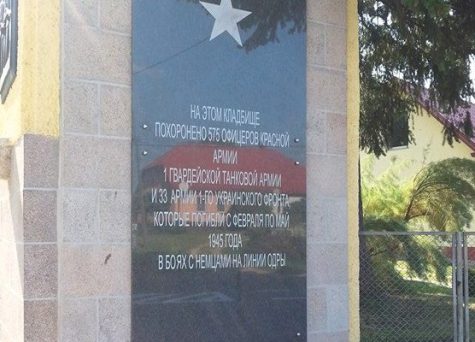 НА ЭТОМ КЛАДБИЩЕ
ПОХОРОНЕНО 575 ОФИЦЕРОВ КРАСНОЙ
АРМИИ
1 ГВАРДЕЙСКОЙ ТАНКОВОЙ АРМИИ
И 33 АРМИИ 1-ГО УКРАИНСКОГО ФРОНТА
КОТОРЫЕ ПОГИБЛИ С ФЕВРАЛЯ ПО МАЙ
1945 ГОДА
В БОЯХ С НЕМЦАМИ НА ЛИНИИ ОДРЫ